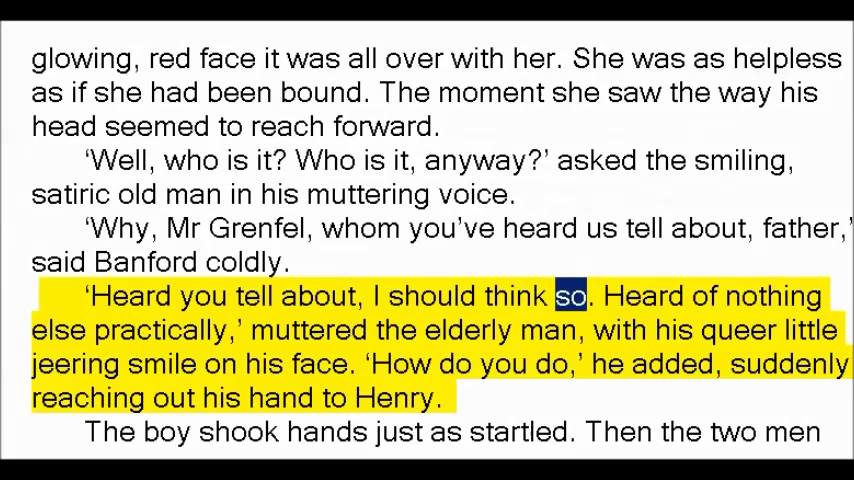 glowing, red face it was all over with her. She was as helpless
as if she had been bound. The moment she saw the way his
head seemed to reach forward.
‘Well, who is it? Who is it, anyway?’ asked the smiling,
satiric old man in his muttering voice.
‘Why, Mr Grenfel, whom you’ve heard us tell about, father,’
said Banford coldly.
‘Heard you tell about, I should think so. Heard of nothing
else practically,’ muttered the elderly man, with his queer little
jeering smile on his face. ‘How do you do,’ he added, suddenly
reaching out his hand to Henry.
The boy shook hands just as startled. Then the two men